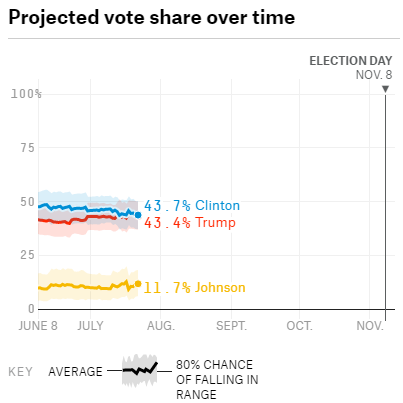 Projected vote share over time
ELECTION DAY
NOV. 8
100%
75
50
43.7% Clinton
43.4% Trump
25
11.7% Johnson
0
JUNE 8 JULY AUG. SEPT. OCT. NOV.
KEY AVERAGE 80% CHANCE
OF FALLING IN
RANGE